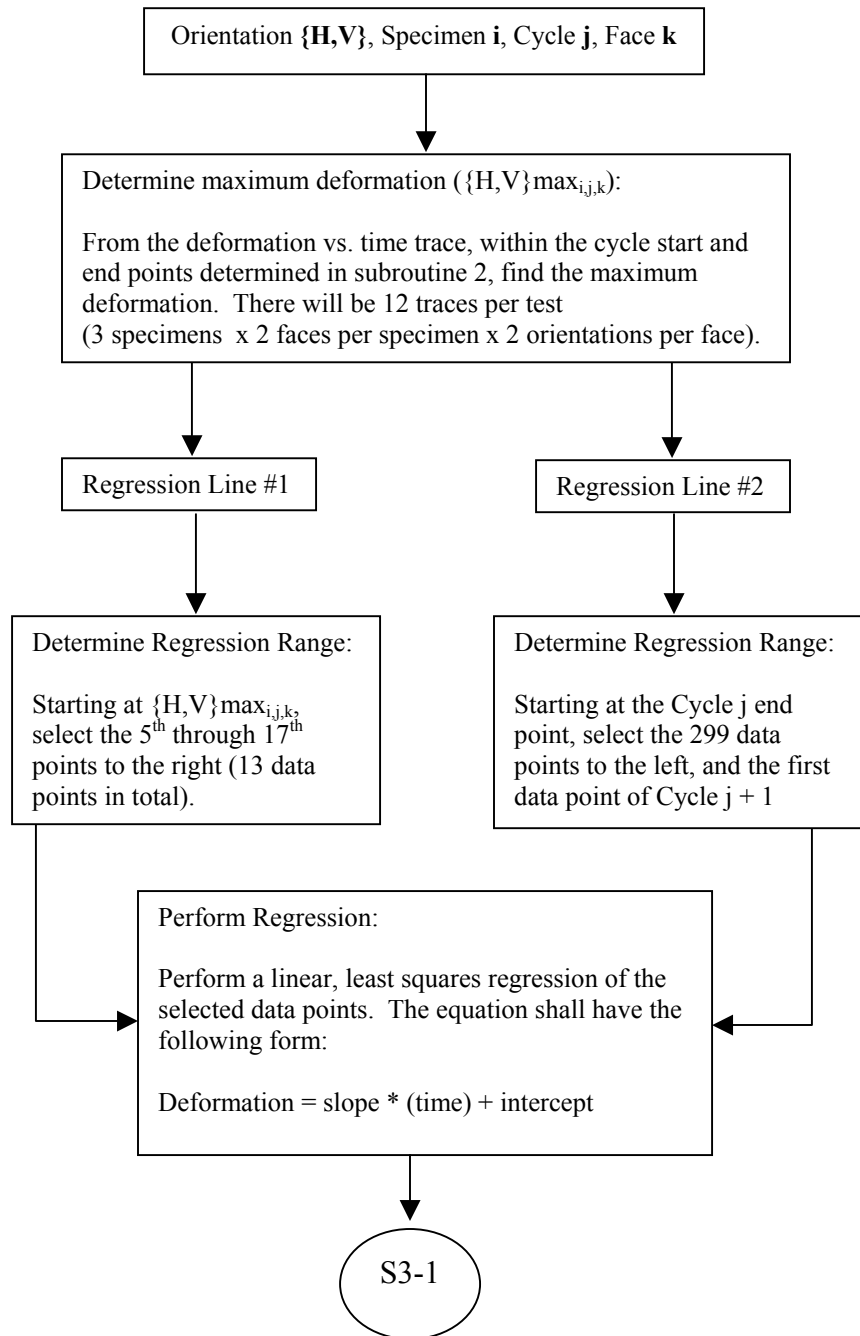 Orientation {H,V}, Specimen i, Cycle j, Face k
Determine maximum deformation ({H,V}max_{i,j,k}):
From the deformation vs. time trace, within the cycle start and
end points determined in subroutine 2, find the maximum
deformation.  There will be 12 traces per test
(3 specimens  x 2 faces per specimen x 2 orientations per face).
Regression Line #1
Regression Line #2
Determine Regression Range:
Starting at {H,V}max_{i,j,k},
select the 5th through 17th
points to the right (13 data
points in total).
Determine Regression Range:
Starting at the Cycle j end
point, select the 299 data
points to the left, and the first
data point of Cycle j + 1
Perform Regression:
Perform a linear, least squares regression of the
selected data points.  The equation shall have the
following form:
Deformation = slope * (time) + intercept
S3-1